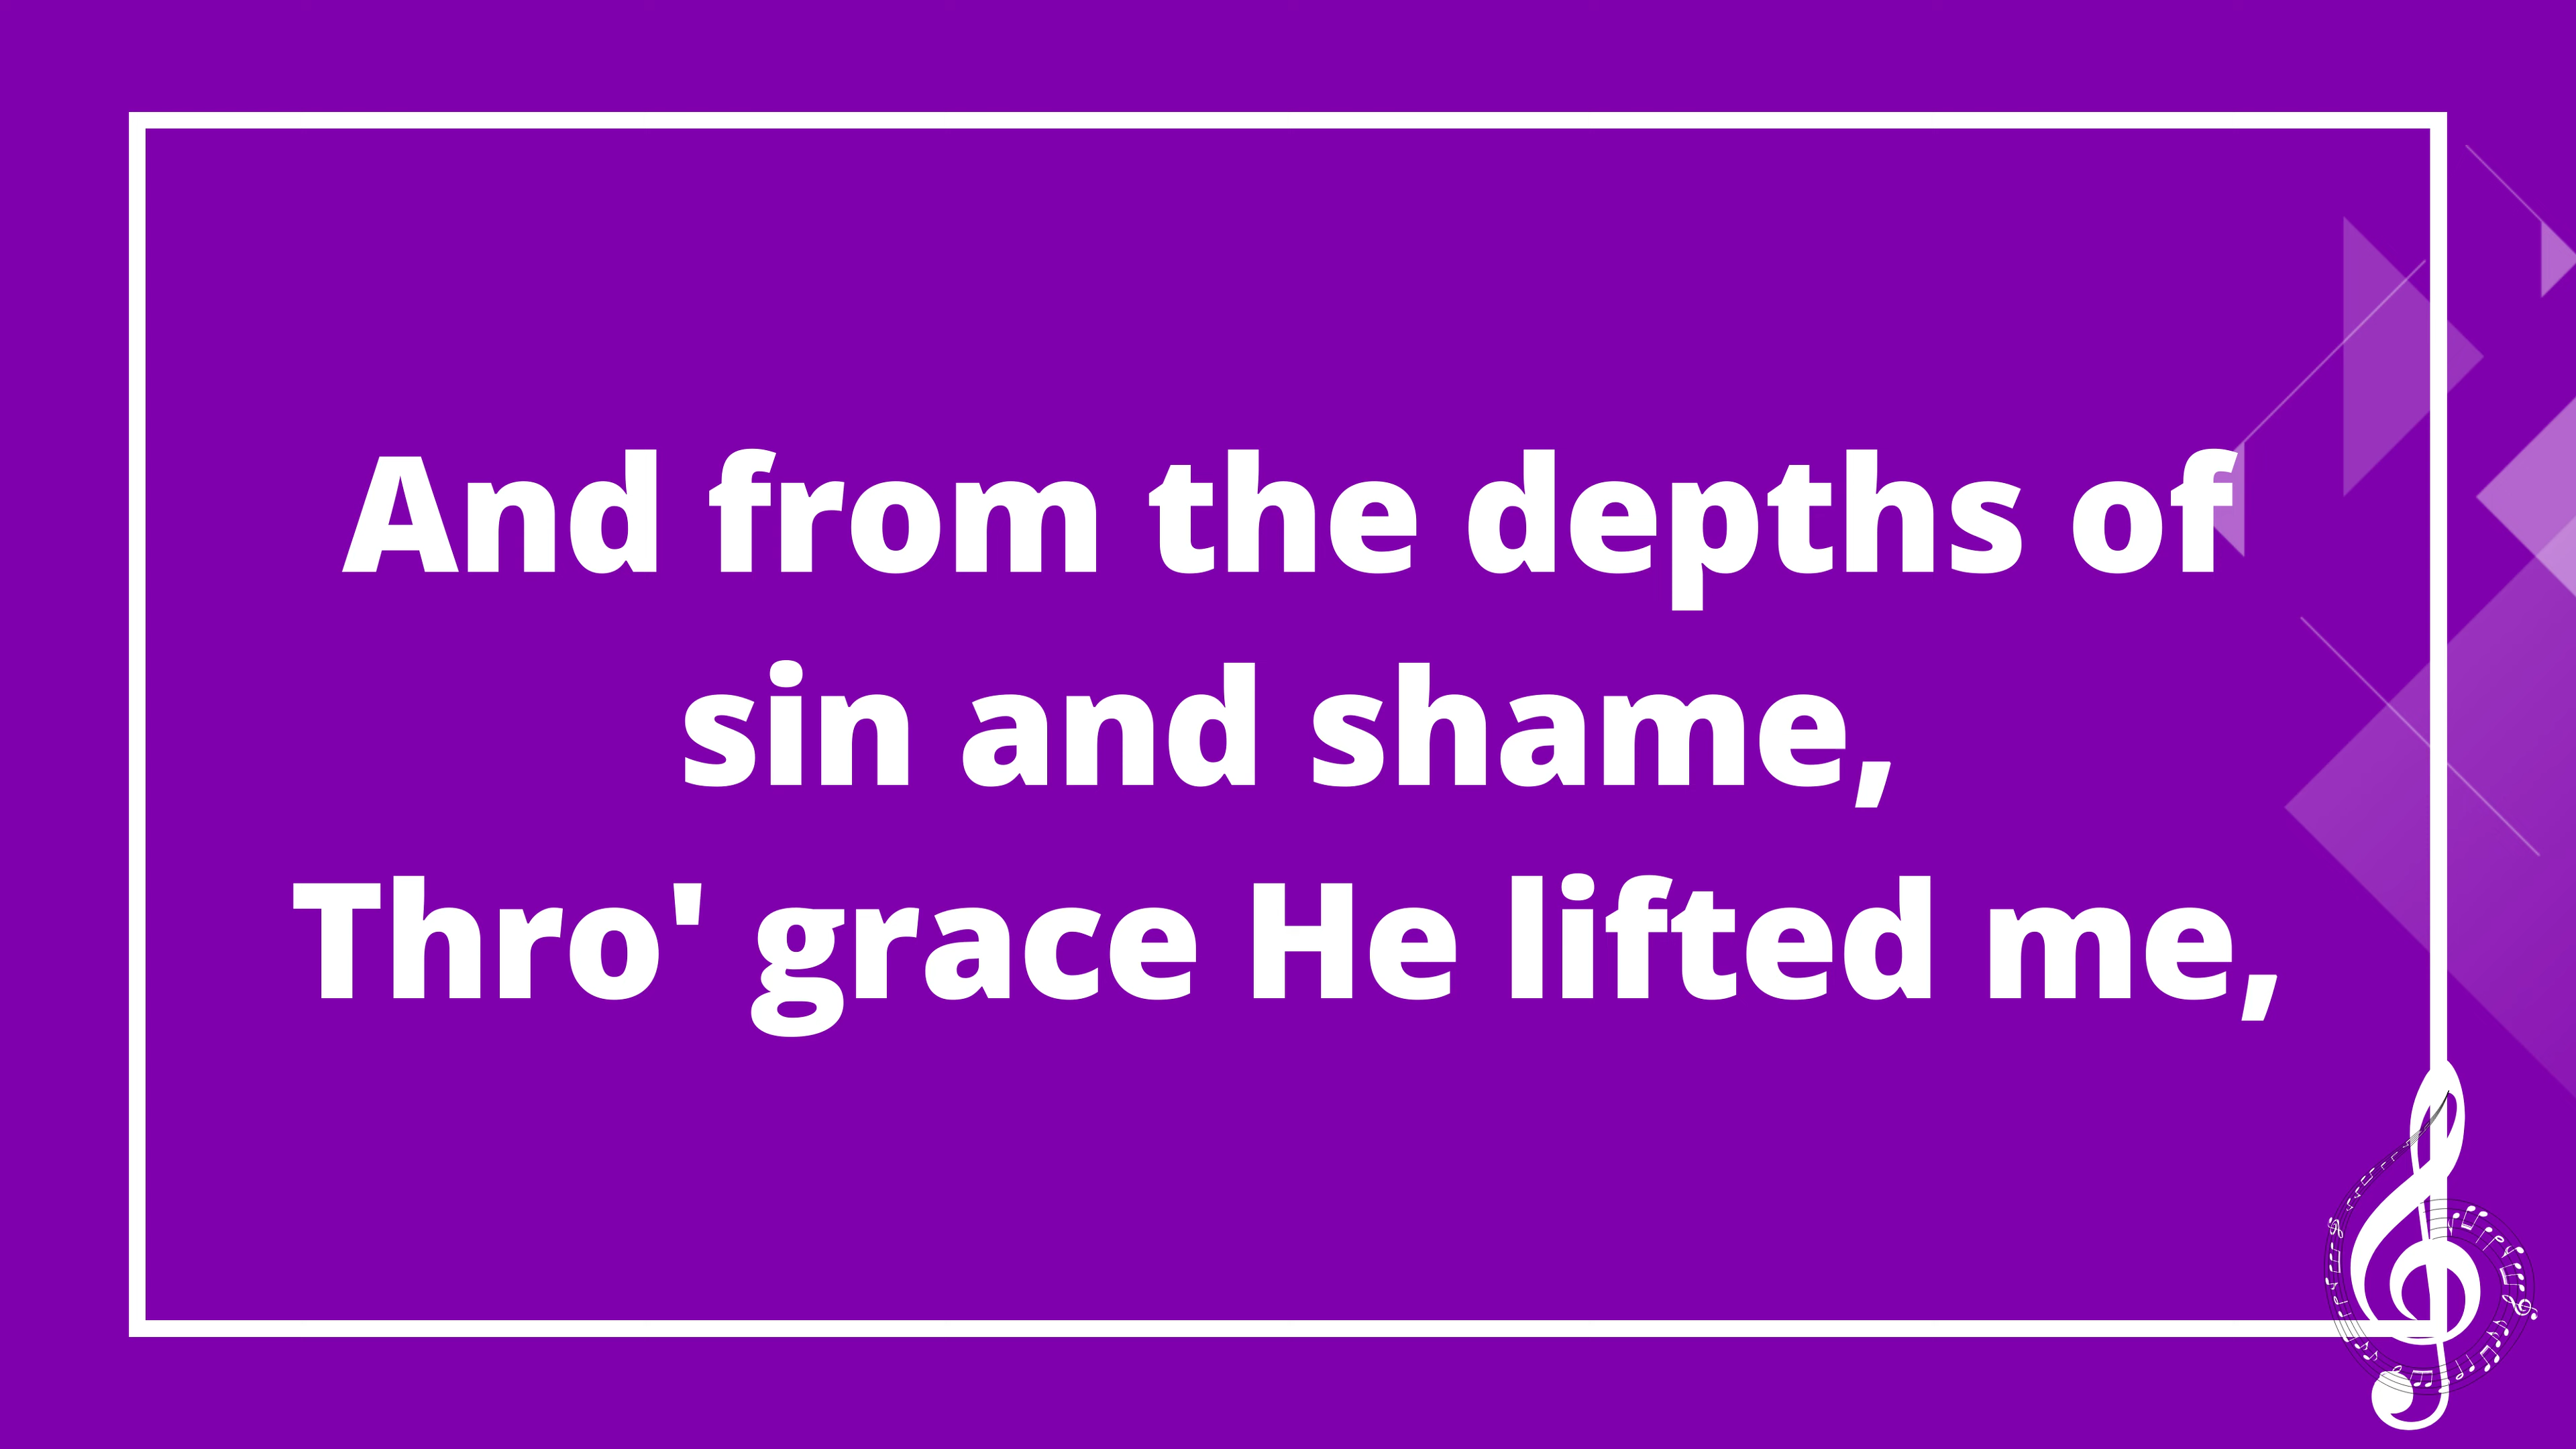 And from the depths of
sin and shame,
Thro' grace He lifted me,